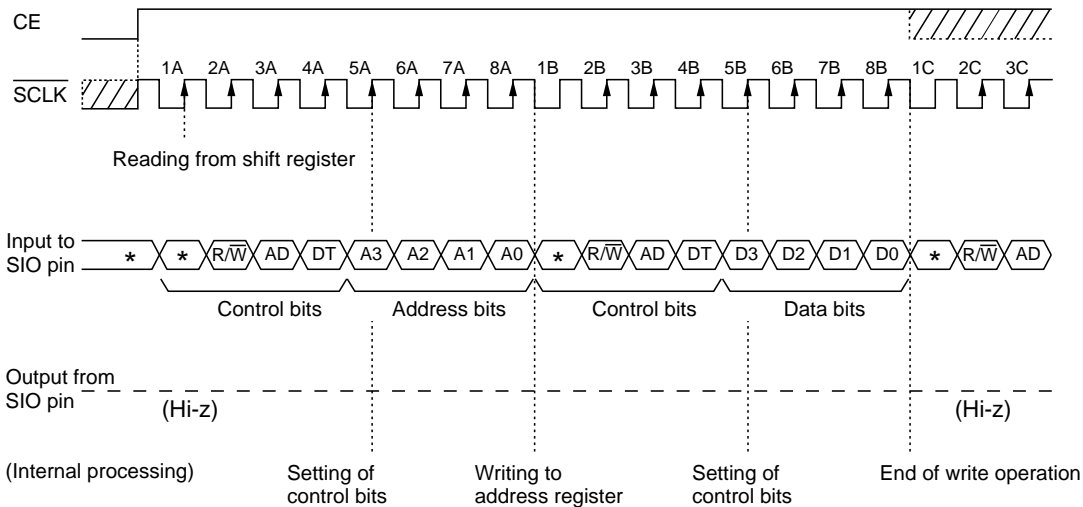 CE
1A 2A 3A 4A 5A 6A 7A 8A 1B 2B 3B 4B 5B 6B 7B 8B 1C 2C 3C
S̅C̅L̅K̅
Reading from shift register
Input to
SIO pin
* * R/W̅ AD DT A3 A2 A1 A0 * R/W̅ AD DT D3 D2 D1 D0 * R/W̅ AD
Control bits Address bits Control bits Data bits
Output from
SIO pin
(Hi-z) (Hi-z)
(Internal processing) Setting of Writing to Setting of End of write operation
control bits address register control bits